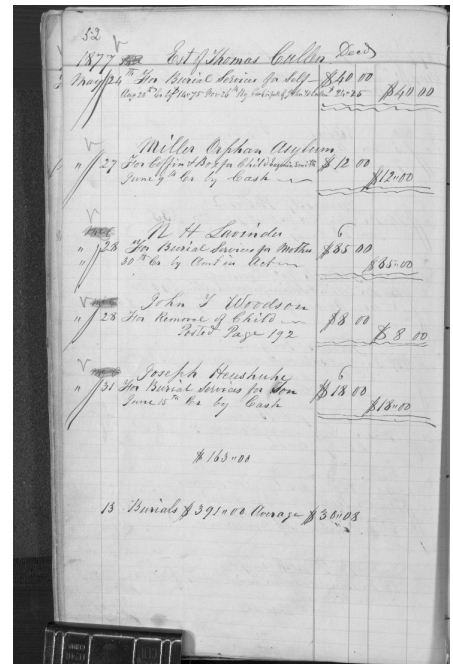 52
1877 Est of Thomas Cullen Decd
May 24th For Burial Services for Self $40 00
$40 00
Miller Orphan Asylum
" 27 For Coffin & Box for Child Smith $12 00
June 9th Cr by Cash $12"00
N H Lavinder 6
" 28 For Burial Services for Mother $85 00
" 30th Cr by Amt in Act $85"00
John T Woodson
" 28 For Removal of Child $8 00
Posted Page 192 $8 00
Joseph 6
" 31 For Burial Services for Son $18 00
June 15th Cr by Cash $18"00
$163"00
13 Burials $391"00 Average $30"08